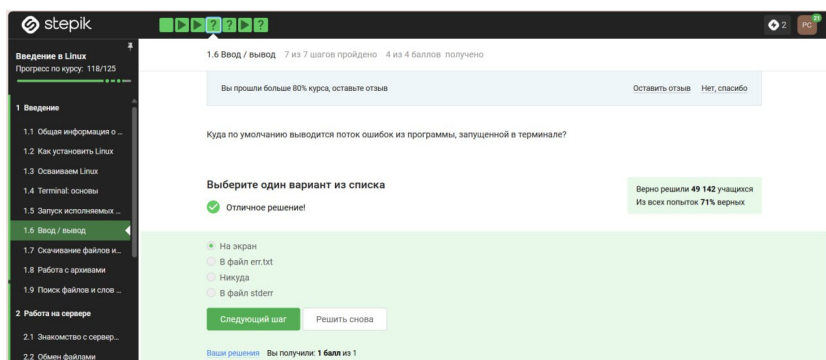 stepik
2
PC
21
Введение в Linux
Прогресс по курсу: 118/125
1 Введение
1.1 Общая информация о ...
1.2 Как установить Linux
1.3 Осваиваем Linux
1.4 Terminal: основы
1.5 Запуск исполняемых ...
1.6 Ввод / вывод
1.7 Скачивание файлов и...
1.8 Работа с архивами
1.9 Поиск файлов и слов ...
2 Работа на сервере
2.1 Знакомство с сервер...
2.2 Обмен файлами
1.6 Ввод / вывод 7 из 7 шагов пройдено 4 из 4 баллов получено
Вы прошли больше 80% курса, оставьте отзыв Оставить отзыв Нет, спасибо
Куда по умолчанию выводится поток ошибок из программы, запущенной в терминале?
Выберите один вариант из списка
Отличное решение!
Верно решили 49 142 учащихся
Из всех попыток 71% верных
На экран
В файл err.txt
Никуда
В файл stderr
Следующий шаг Решить снова
Ваши решения Вы получили: 1 балл из 1